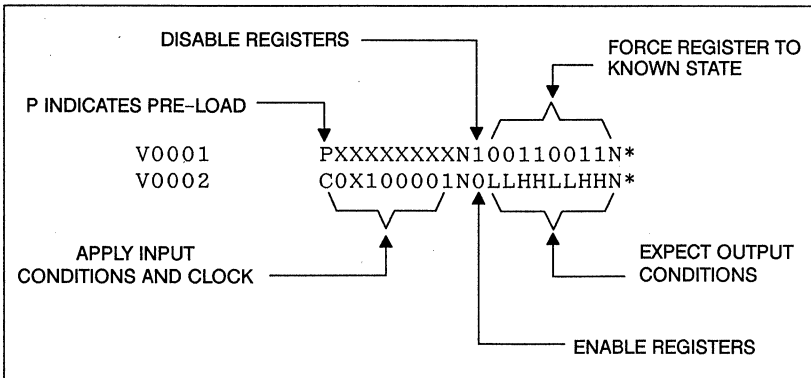 DISABLE REGISTERS
FORCE REGISTER TO
KNOWN STATE
P INDICATES PRE-LOAD
V0001 PXXXXXXXXN100110011N*
V0002 C0X100001N0LLHHLLHHN*
APPLY INPUT
CONDITIONS AND CLOCK
EXPECT OUTPUT
CONDITIONS
ENABLE REGISTERS